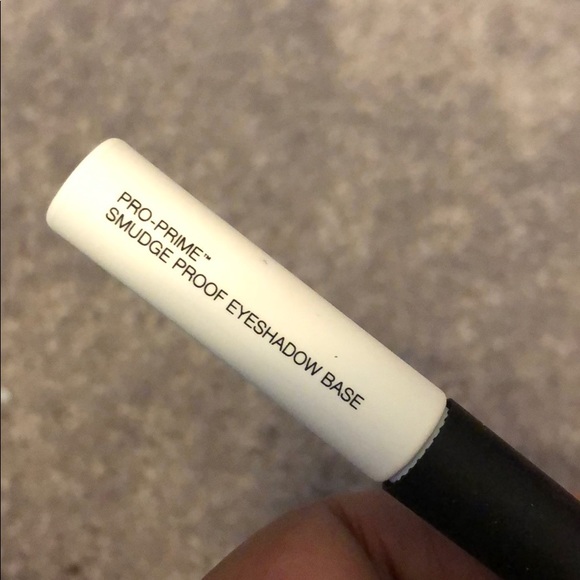 PRO-PRIME™
SMUDGE PROOF EYESHADOW BASE